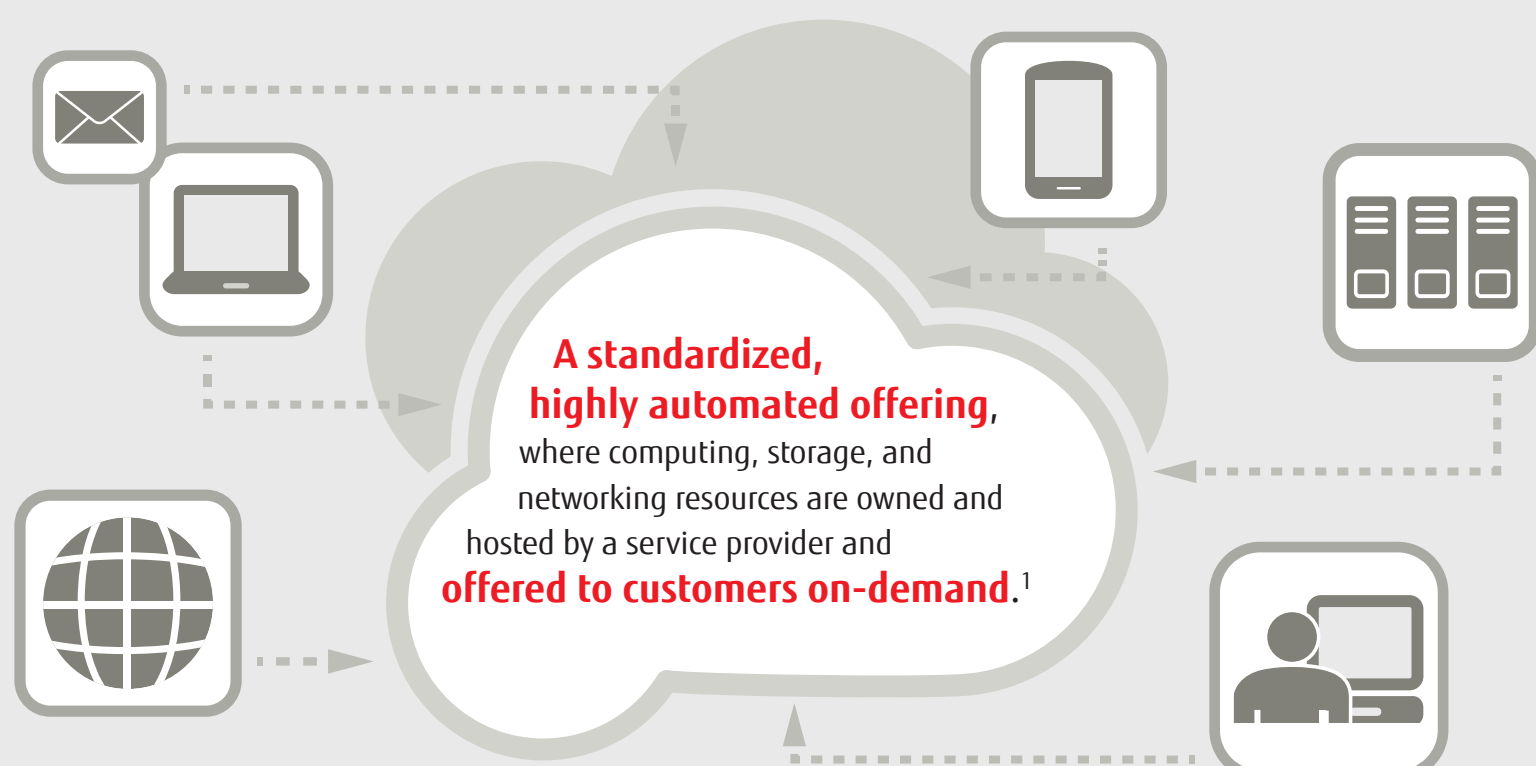 A standardized,
highly automated offering,
where computing, storage, and
networking resources are owned and
hosted by a service provider and
offered to customers on-demand.¹